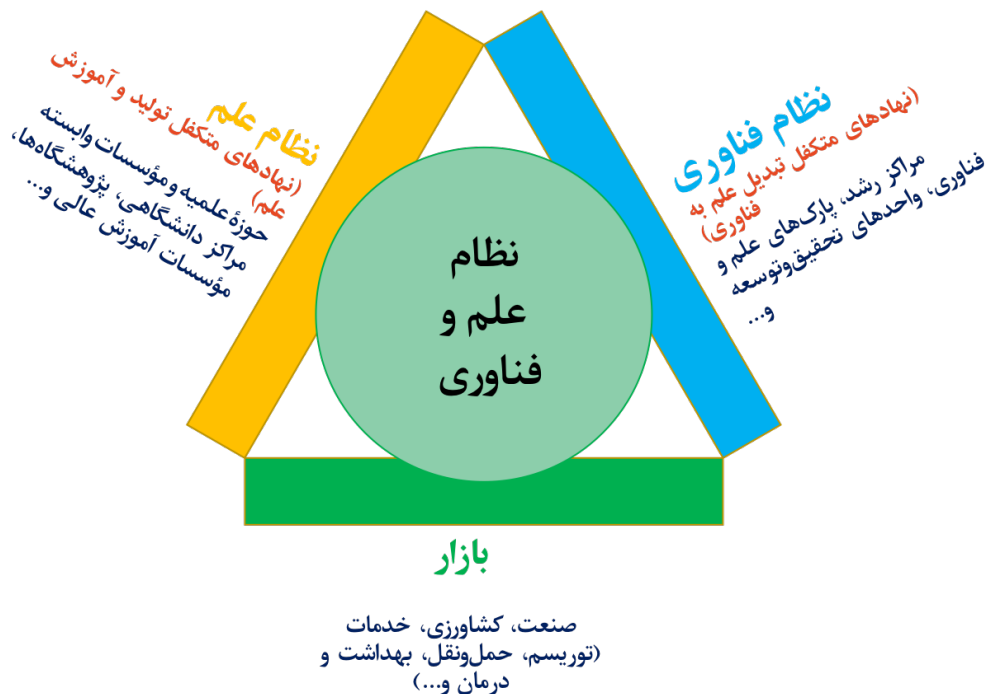 نظام علم
(نهادهای متکفل تولید و آموزش
علم)
حوزهٔ علمیه و مؤسسات وابسته
مراکز دانشگاهی، پژوهشگاه‌ها،
مؤسسات آموزش عالی و...
نظام فناوری
(نهادهای متکفل تبدیل علم به
فناوری)
مراکز رشد، پارک‌های علم و
فناوری، واحدهای تحقیق‌وتوسعه
و...
نظام
علم و
فناوری
بازار
صنعت، کشاورزی، خدمات
(توریسم، حمل‌ونقل، بهداشت و
درمان و...)